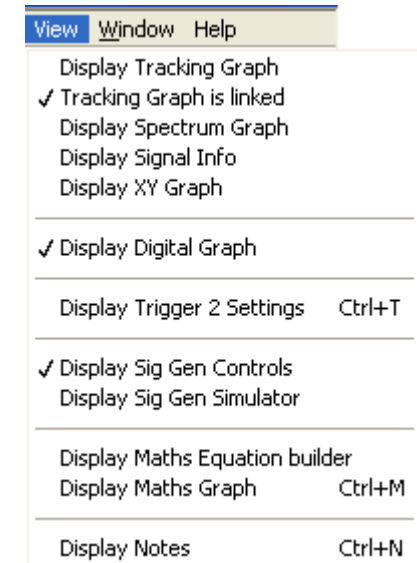 View Window Help
Display Tracking Graph
✓ Tracking Graph is linked
Display Spectrum Graph
Display Signal Info
Display XY Graph
✓ Display Digital Graph
Display Trigger 2 Settings Ctrl+T
✓ Display Sig Gen Controls
Display Sig Gen Simulator
Display Maths Equation builder
Display Maths Graph Ctrl+M
Display Notes Ctrl+N